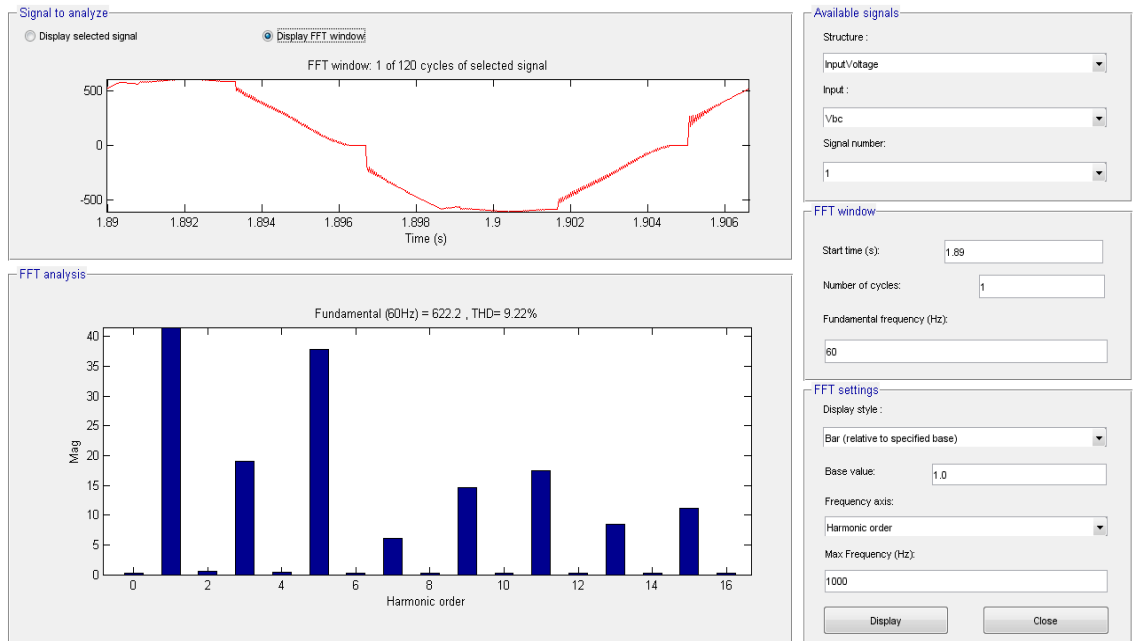 Signal to analyze
Display selected signal
Display FFT window
FFT window: 1 of 120 cycles of selected signal
500
0
-500
1.89 1.892 1.894 1.896 1.898 1.9 1.902 1.904 1.906
Time (s)
FFT analysis
Fundamental (60Hz) = 622.2 , THD= 9.22%
40
35
30
25
20
15
10
5
0
Mag
0 2 4 6 8 10 12 14 16
Harmonic order
Available signals
Structure :
InputVoltage
Input :
Vbc
Signal number:
1
FFT window
Start time (s):
1.89
Number of cycles:
1
Fundamental frequency (Hz):
60
FFT settings
Display style :
Bar (relative to specified base)
Base value:
1.0
Frequency axis:
Harmonic order
Max Frequency (Hz):
1000
Display
Close